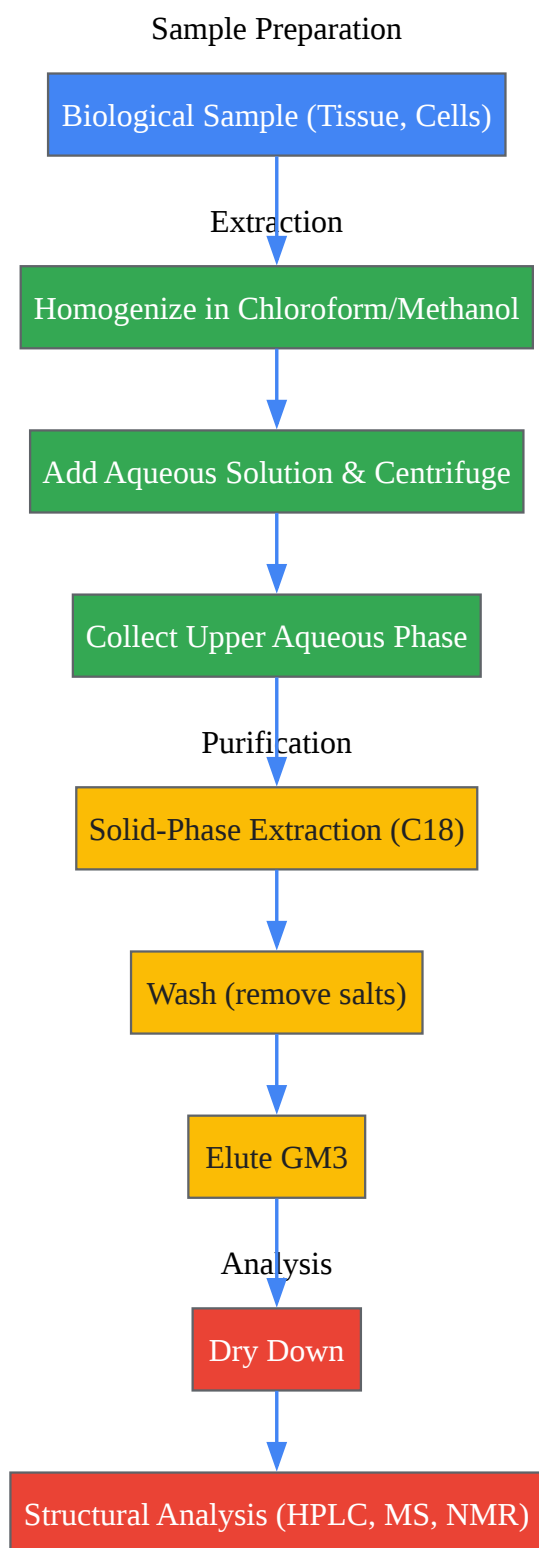 Sample Preparation
Biological Sample (Tissue, Cells)
Extraction
Homogenize in Chloroform/Methanol
Add Aqueous Solution & Centrifuge
Collect Upper Aqueous Phase
Purification
Solid-Phase Extraction (C18)
Wash (remove salts)
Elute GM3
Analysis
Dry Down
Structural Analysis (HPLC, MS, NMR)